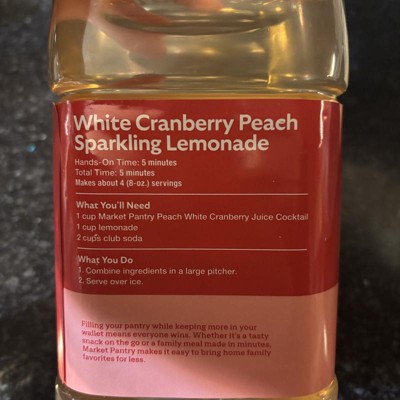 White Cranberry Peach
Sparkling Lemonade
Hands-On Time: 5 minutes
Total Time: 5 minutes
Makes about 4 (8-oz.) servings
What You'll Need
1 cup Market Pantry Peach White Cranberry Juice Cocktail
1 cup lemonade
2 cups club soda
What You Do
1. Combine ingredients in a large pitcher.
2. Serve over ice.
Filling your pantry while keeping more in your
wallet means everyone wins. Whether it's a tasty
snack on the go or a family meal made in minutes,
Market Pantry makes it easy to bring home family
favorites for less.